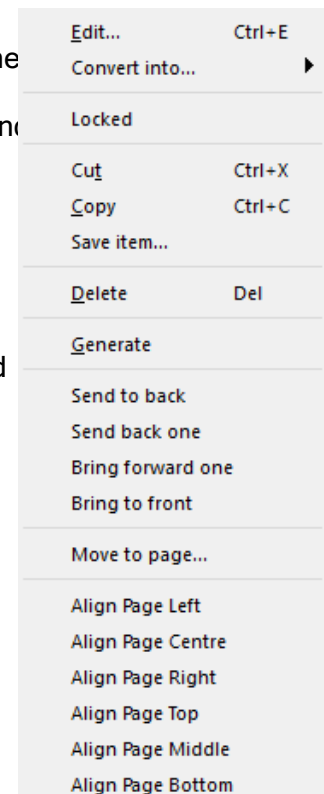 Edit... Ctrl+E
Convert into...
Locked
Cut Ctrl+X
Copy Ctrl+C
Save item...
Delete Del
Generate
Send to back
Send back one
Bring forward one
Bring to front
Move to page...
Align Page Left
Align Page Centre
Align Page Right
Align Page Top
Align Page Middle
Align Page Bottom